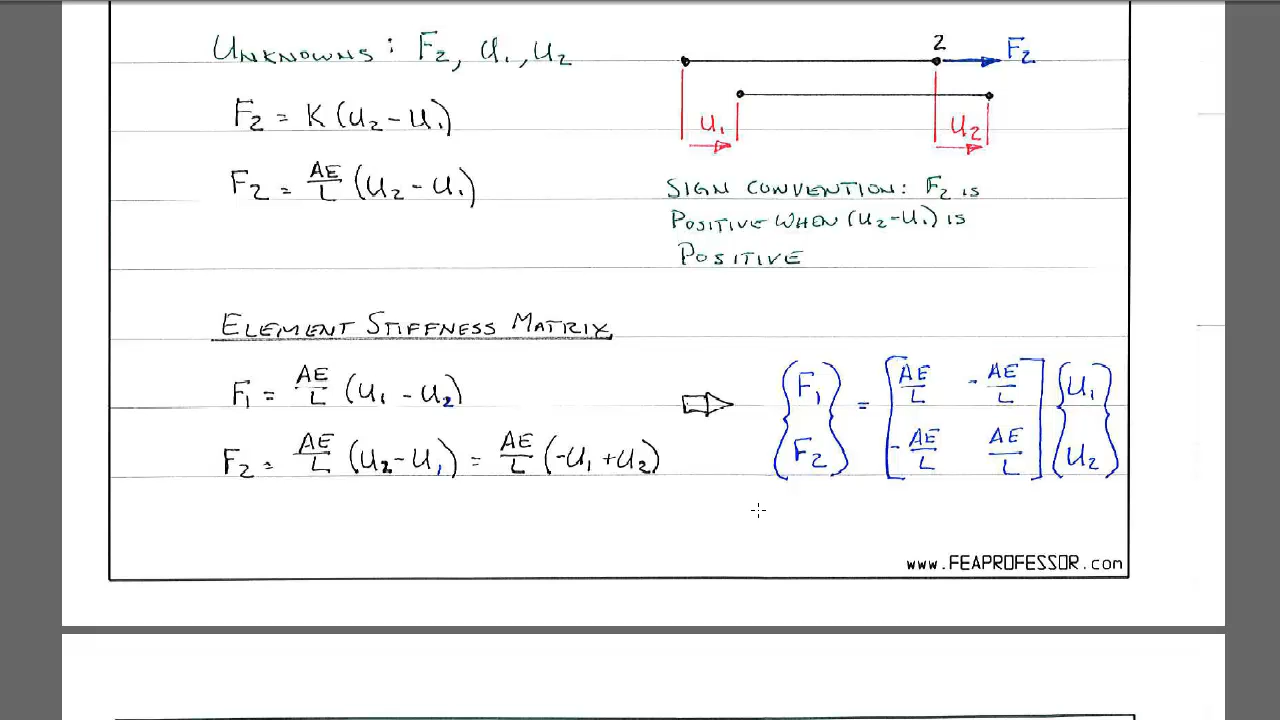 UNKNOWNS: F₂, U₁, U₂
2 F₂
F₂ = K (U₂ - U₁)
U₁ U₂
F₂ = AE/L (U₂ - U₁)
SIGN CONVENTION: F₂ IS
POSITIVE WHEN (U₂-U₁) IS
POSITIVE
ELEMENT STIFFNESS MATRIX
F₁ = AE/L (U₁ - U₂)
F₂ = AE/L (U₂ - U₁) = AE/L (-U₁ + U₂)
⇨ {F₁ F₂} = [AE/L -AE/L -AE/L AE/L] {U₁ U₂}
www.FEAPROFESSOR.com